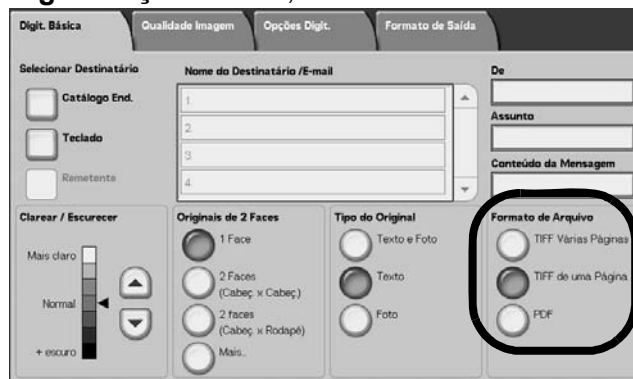 Digit. Básica
Qualidade Imagem
Opções Digit.
Formato de Saída
Selecionar Destinatário
Catálogo End.
Teclado
Remetente
Nome do Destinatário /E-mail
1.
2.
3.
4.
De
Assunto
Conteúdo da Mensagem
Clarear / Escurecer
Mais claro
Normal
+ escuro
Originais de 2 Faces
1 Face
2 Faces
(Cabeç x Cabeç)
2 faces
(Cabeç x Rodapé)
Mais..
Tipo do Original
Texto e Foto
Texto
Foto
Formato de Arquivo
TIFF Várias Páginas
TIFF de uma Página
PDF